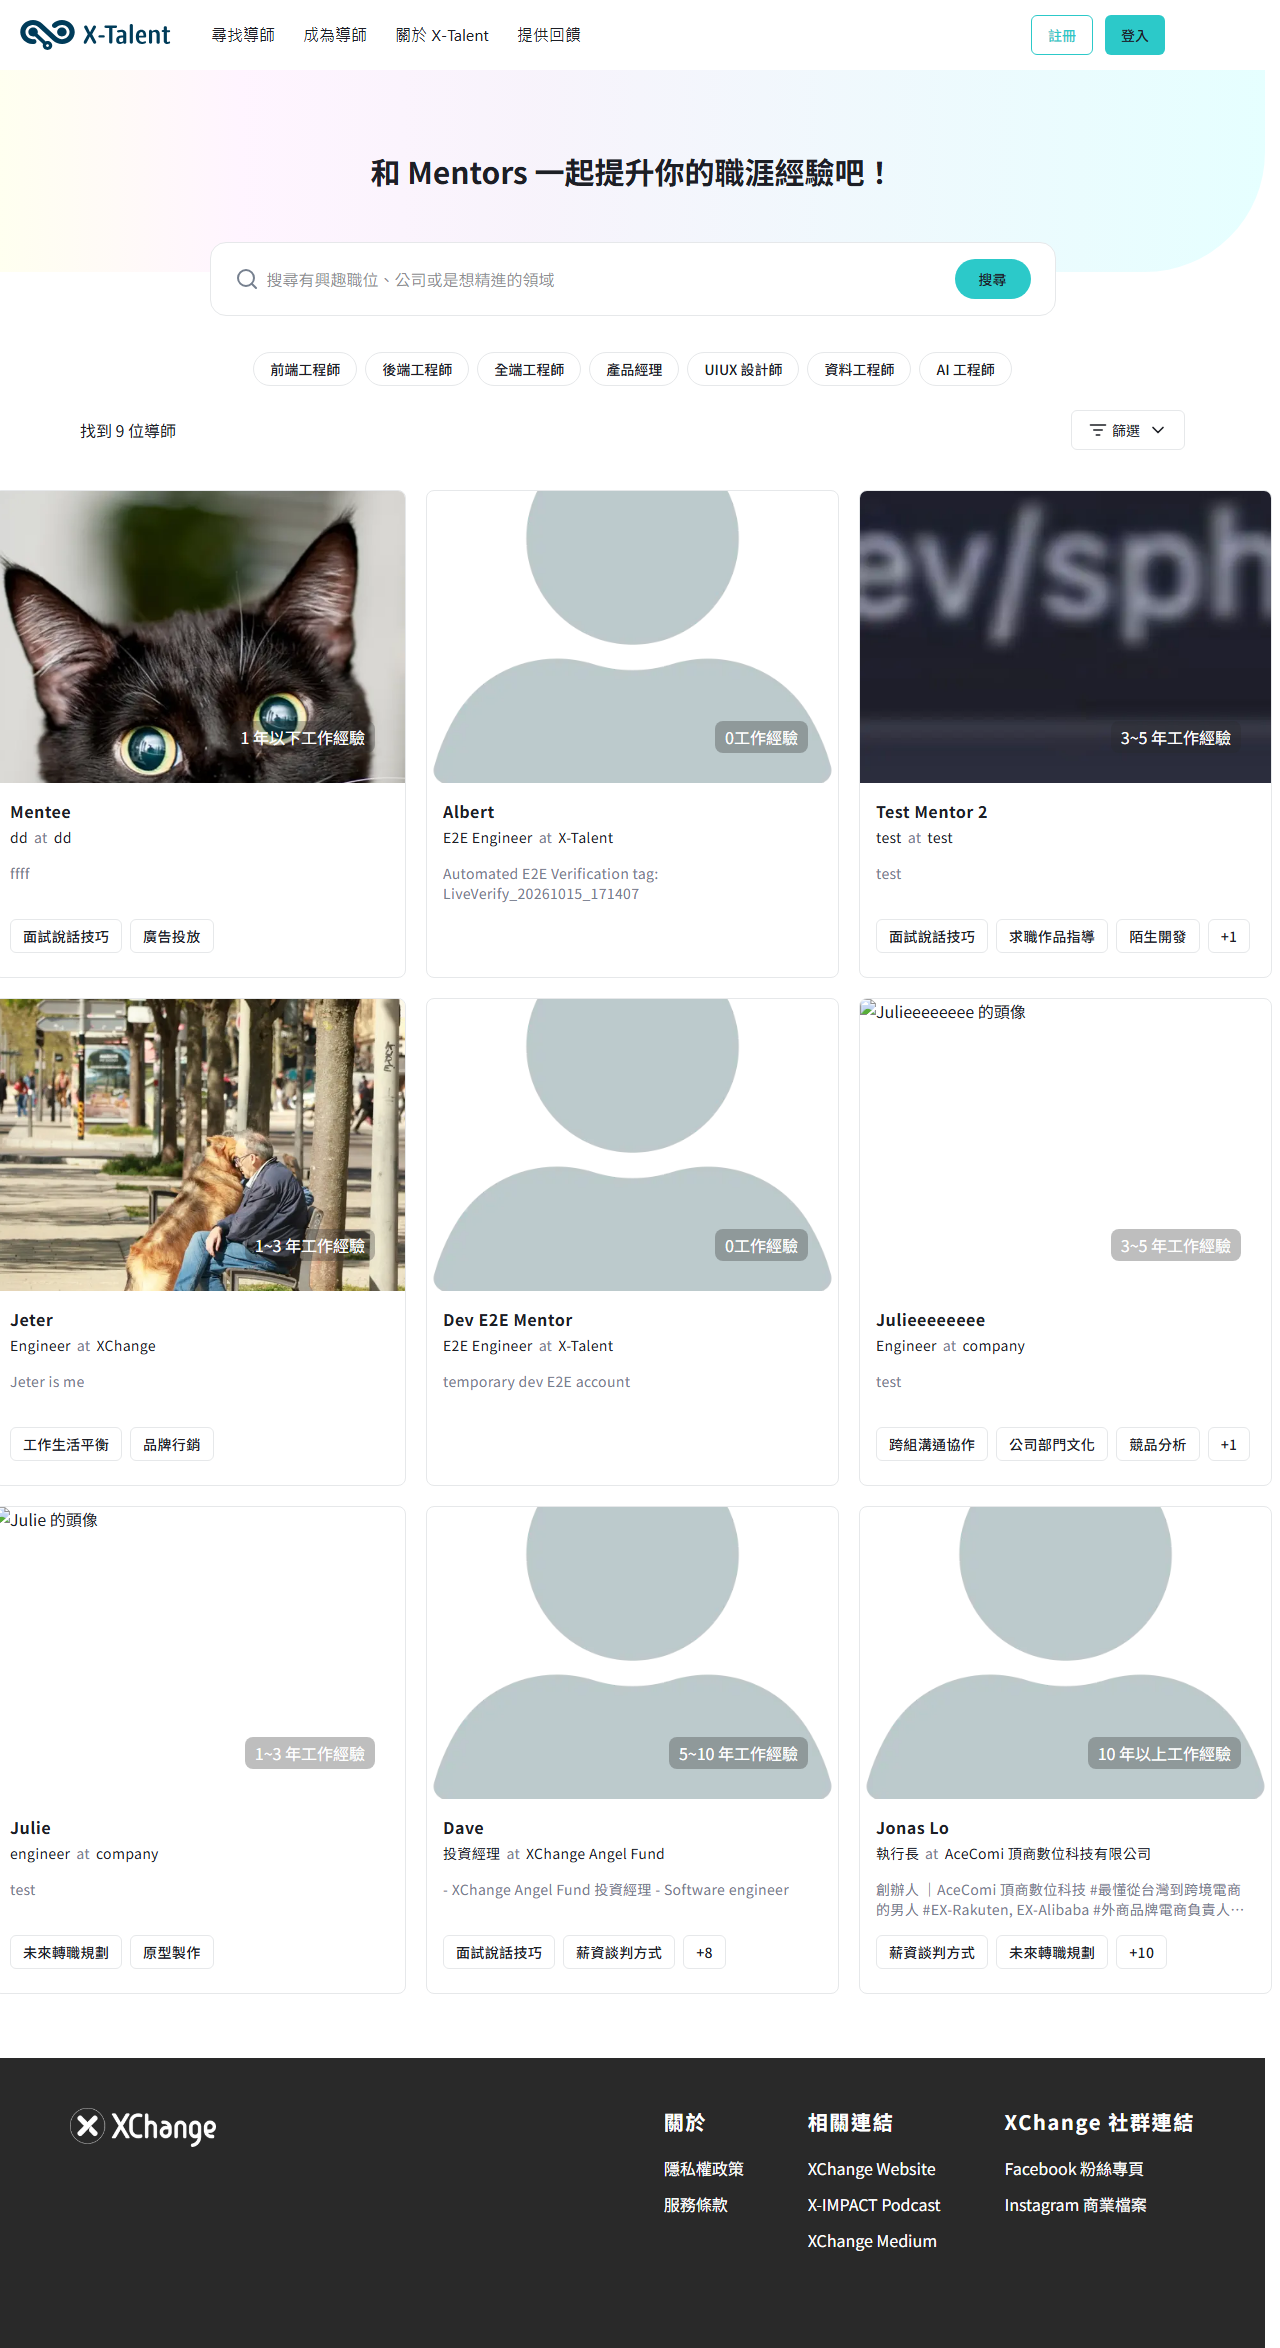 X-Talent
尋找導師
成為導師
關於 X-Talent
提供回饋
註冊
登入
和 Mentors 一起提升你的職涯經驗吧！
搜尋有興趣職位、公司或是想精進的領域
搜尋
前端工程師
後端工程師
全端工程師
產品經理
UIUX 設計師
資料工程師
AI 工程師
找到 9 位導師
篩選
1 年以下工作經驗
Mentee
dd at dd
ffff
面試說話技巧
廣告投放
0工作經驗
Albert
E2E Engineer at X-Talent
Automated E2E Verification tag:
LiveVerify_20261015_171407
ev/sph
3~5 年工作經驗
Test Mentor 2
test at test
test
面試說話技巧
求職作品指導
陌生開發
+1
1~3 年工作經驗
Jeter
Engineer at XChange
Jeter is me
工作生活平衡
品牌行銷
0工作經驗
Dev E2E Mentor
E2E Engineer at X-Talent
temporary dev E2E account
Julieeeeeeee 的頭像
3~5 年工作經驗
Julieeeeeeee
Engineer at company
test
跨組溝通協作
公司部門文化
競品分析
+1
Julie 的頭像
1~3 年工作經驗
Julie
engineer at company
test
未來轉職規劃
原型製作
5~10 年工作經驗
Dave
投資經理 at XChange Angel Fund
- XChange Angel Fund 投資經理 - Software engineer
面試說話技巧
薪資談判方式
+8
10 年以上工作經驗
Jonas Lo
執行長 at AceComi 頂商數位科技有限公司
創辦人 ｜AceComi 頂商數位科技 #最懂從台灣到跨境電商
的男人 #EX-Rakuten, EX-Alibaba #外商品牌電商負責人…
薪資談判方式
未來轉職規劃
+10
XChange
關於
隱私權政策
服務條款
相關連結
XChange Website
X-IMPACT Podcast
XChange Medium
XChange 社群連結
Facebook 粉絲專頁
Instagram 商業檔案